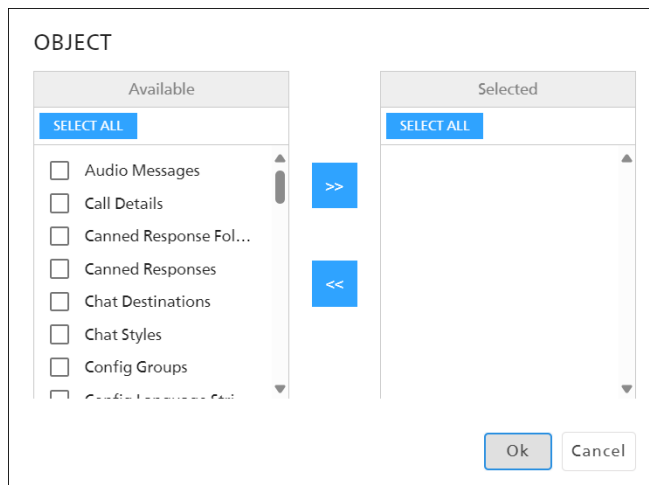 OBJECT
Available
Selected
SELECT ALL
SELECT ALL
Audio Messages
Call Details
Canned Response Fol...
Canned Responses
Chat Destinations
Chat Styles
Config Groups
>>
<<
Ok
Cancel